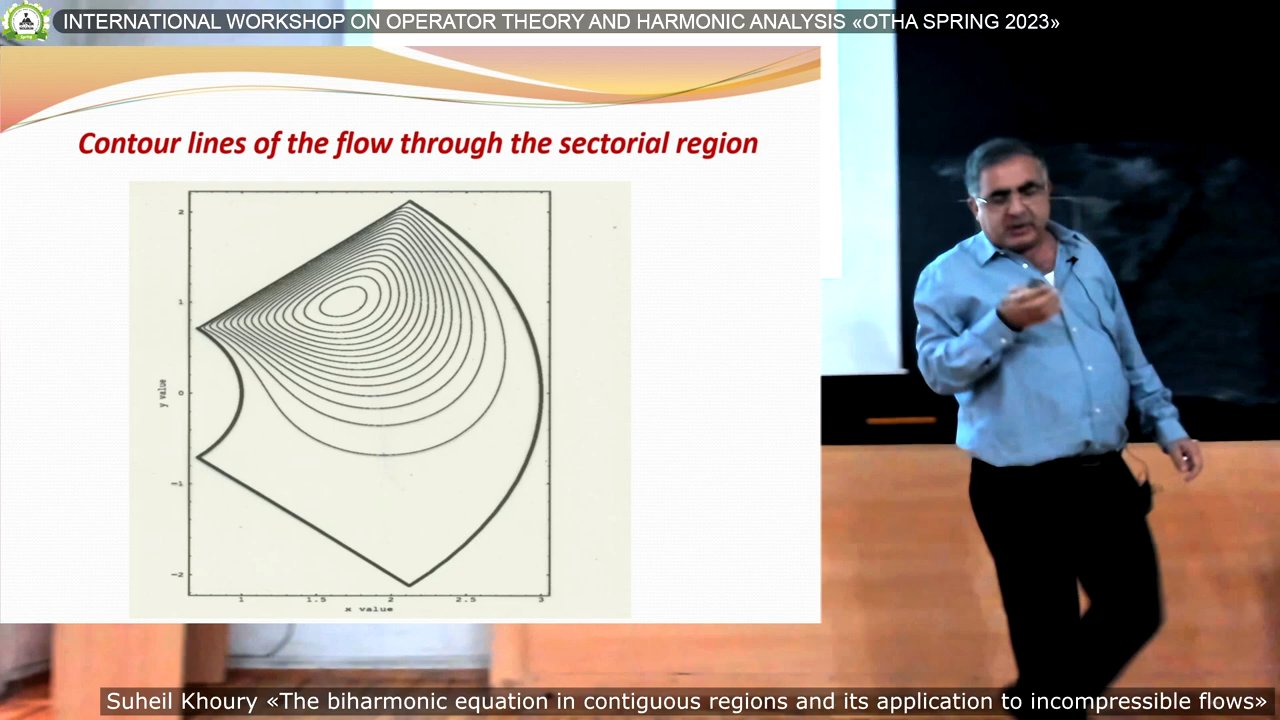 INTERNATIONAL WORKSHOP ON OPERATOR THEORY AND HARMONIC ANALYSIS «OTHA SPRING 2023»
Contour lines of the flow through the sectorial region
2
1
0
-1
-2
y value
1
1.5
2
2.5
3
x value
Suheil Khoury «The biharmonic equation in contiguous regions and its application to incompressible flows»